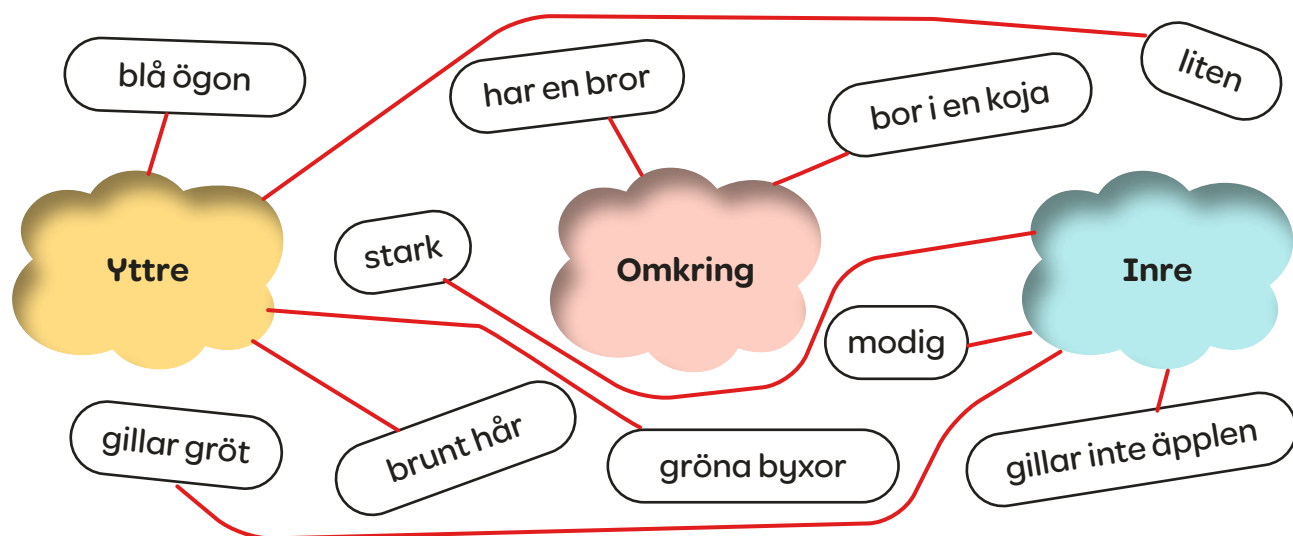 blå ögon
har en bror
bor i en koja
liten
stark
Yttre
Omkring
Inre
modig
gillar gröt
brunt hår
gröna byxor
gillar inte äpplen